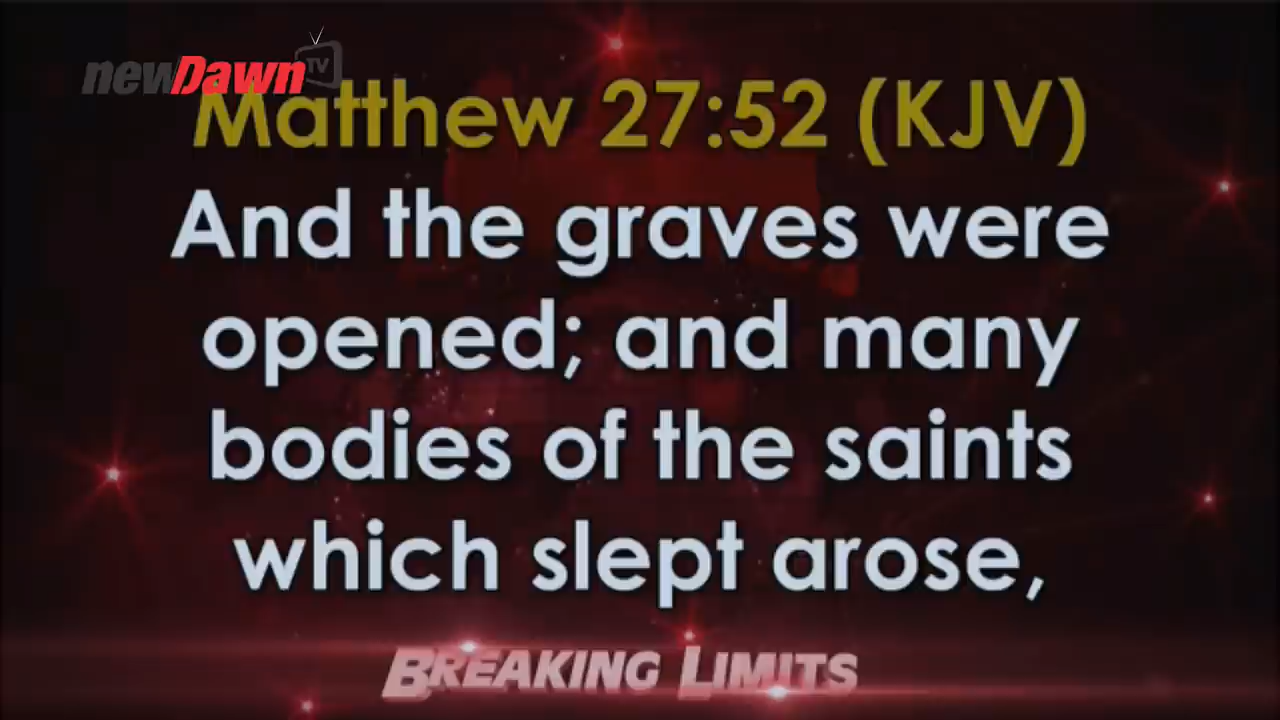 newDawn TV
Matthew 27:52 (KJV)
And the graves were
opened; and many
bodies of the saints
which slept arose,
BREAKING LIMITS